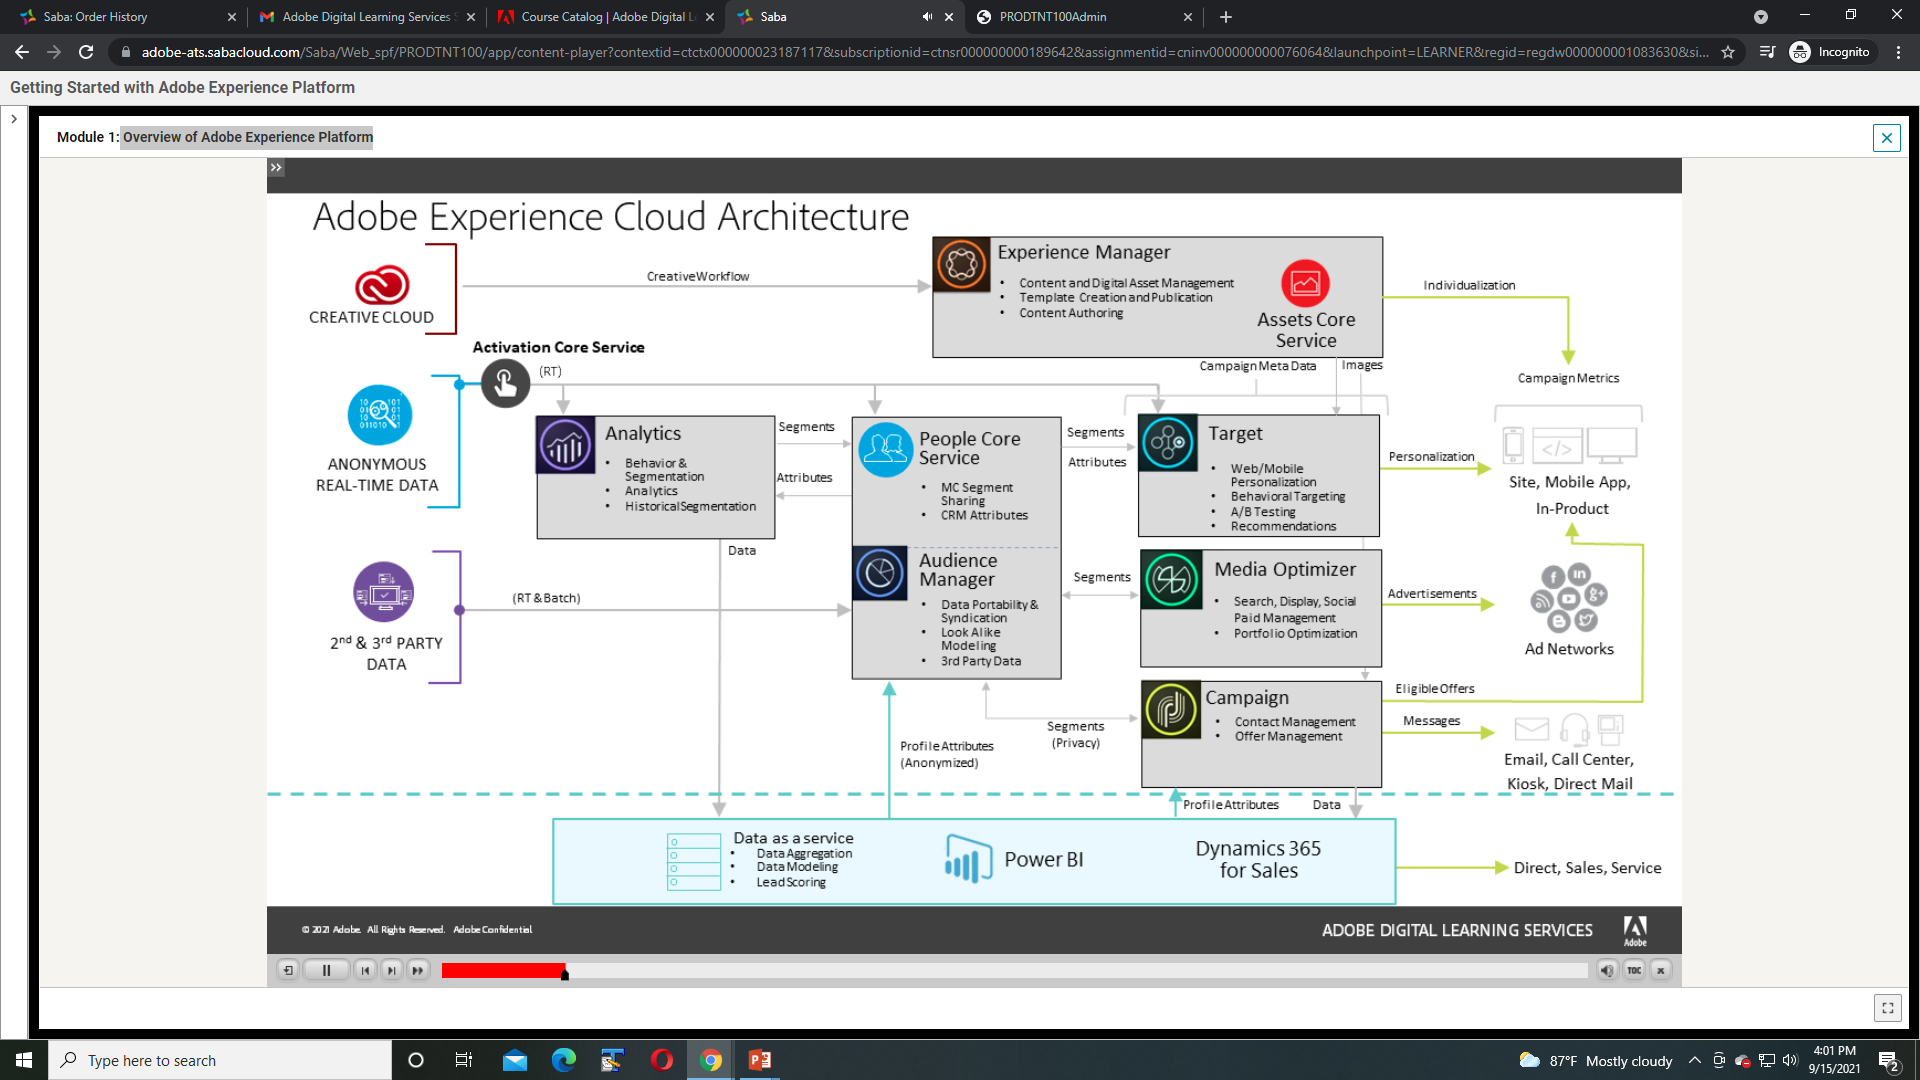 Saba: Order History
Adobe Digital Learning Services S
Course Catalog | Adobe Digital L
Saba
PRODTNT100Admin
adobe-ats.sabacloud.com/Saba/Web_spf/PRODTNT100/app/content-player?contextid=ctctx000000023187117&subscriptionid=ctnsr000000000189642&assignmentid=cninv000000000076064&launchpoint=LEARNER&regid=regdw000000001083630&si...
Incognito
Getting Started with Adobe Experience Platform
Module 1: Overview of Adobe Experience Platform
Adobe Experience Cloud Architecture
CREATIVE CLOUD
CreativeWorkflow
Experience Manager
• Content and Digital Asset Management
• Template Creation and Publication
• Content Authoring
Assets Core
Service
Individualization
Activation Core Service
(RT)
Campaign Meta Data
Images
Campaign Metrics
ANONYMOUS
REAL-TIME DATA
Analytics
• Behavior &
Segmentation
• Analytics
• Historical Segmentation
Segments
Attributes
Data
People Core
Service
• MC Segment
Sharing
• CRM Attributes
Segments
Attributes
Target
• Web/Mobile
Personalization
• Behavioral Targeting
• A/B Testing
• Recommendations
Personalization
Site, Mobile App,
In-Product
2nd & 3rd PARTY
DATA
(RT & Batch)
Audience
Manager
• Data Portability &
Syndication
• Look Alike
Modeling
• 3rd Party Data
Segments
Media Optimizer
• Search, Display, Social
Paid Management
• Portfolio Optimization
Advertisements
Ad Networks
Segments
(Privacy)
Campaign
• Contact Management
• Offer Management
Eligible Offers
Messages
Email, Call Center,
Kiosk, Direct Mail
Profile Attributes
(Anonymized)
Profile Attributes
Data
Data as a service
• Data Aggregation
• Data Modeling
• Lead Scoring
Power BI
Dynamics 365
for Sales
Direct, Sales, Service
© 2021 Adobe. All Rights Reserved. Adobe Confidential
ADOBE DIGITAL LEARNING SERVICES
Adobe
TOC
Type here to search
87°F Mostly cloudy
4:01 PM
9/15/2021
2